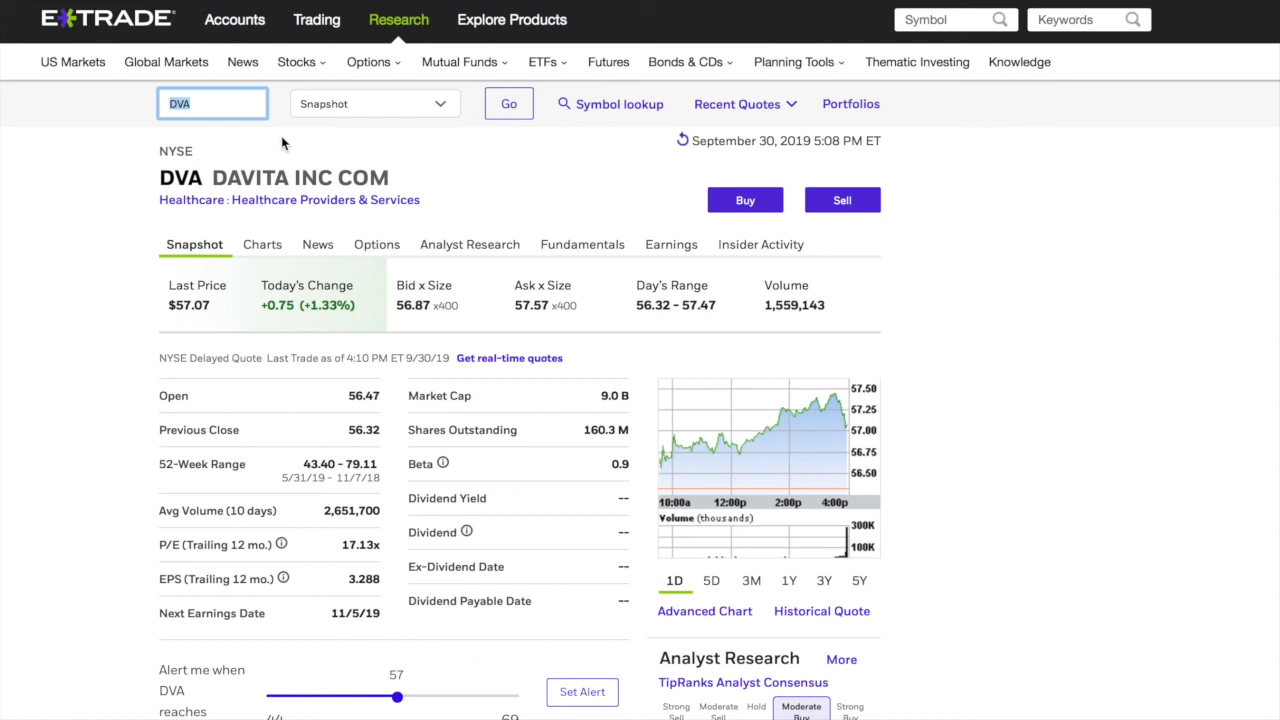 E*TRADE Accounts Trading Research Explore Products Symbol Keywords
US Markets Global Markets News Stocks Options Mutual Funds ETFs Futures Bonds & CDs Planning Tools Thematic Investing Knowledge
DVA Snapshot Go Symbol lookup Recent Quotes Portfolios
September 30, 2019 5:08 PM ET
NYSE
DVA DAVITA INC COM
Healthcare : Healthcare Providers & Services
Buy Sell
Snapshot Charts News Options Analyst Research Fundamentals Earnings Insider Activity
Last Price Today's Change Bid x Size Ask x Size Day's Range Volume
$57.07 +0.75 (+1.33%) 56.87 x400 57.57 x400 56.32 - 57.47 1,559,143
NYSE Delayed Quote Last Trade as of 4:10 PM ET 9/30/19 Get real-time quotes
Open 56.47
Previous Close 56.32
52-Week Range 43.40 - 79.11
5/31/19 - 11/7/18
Avg Volume (10 days) 2,651,700
P/E (Trailing 12 mo.) 17.13x
EPS (Trailing 12 mo.) 3.288
Next Earnings Date 11/5/19
Market Cap 9.0 B
Shares Outstanding 160.3 M
Beta 0.9
Dividend Yield --
Dividend --
Ex-Dividend Date --
Dividend Payable Date --
57.50
57.25
57.00
56.75
56.50
10:00a 12:00p 2:00p 4:00p
Volume (thousands)
300K
100K
1D 5D 3M 1Y 3Y 5Y
Advanced Chart Historical Quote
Alert me when
DVA
reaches
57
44 69
Set Alert
Analyst Research More
TipRanks Analyst Consensus
Strong Moderate Hold Moderate Strong
Sell Sell Buy Buy